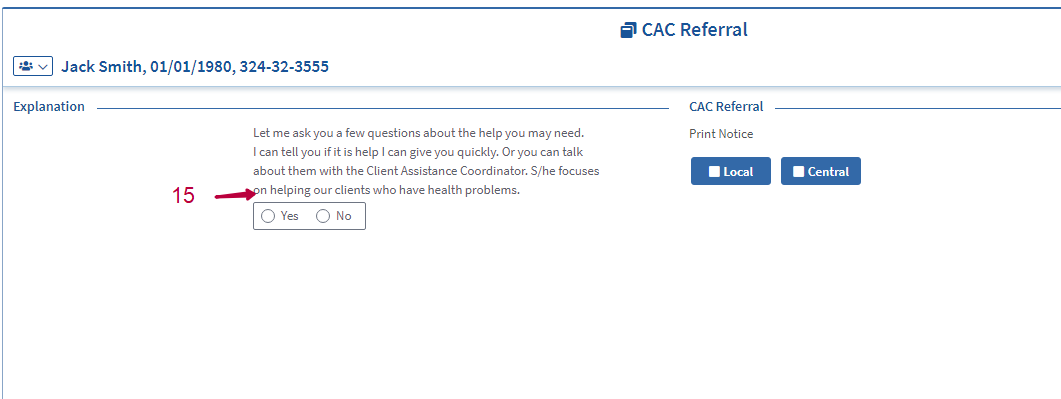 CAC Referral
Jack Smith, 01/01/1980, 324-32-3555
Explanation
Let me ask you a few questions about the help you may need.
I can tell you if it is help I can give you quickly. Or you can talk
about them with the Client Assistance Coordinator. S/he focuses
on helping our clients who have health problems.
15
Yes No
CAC Referral
Print Notice
Local Central